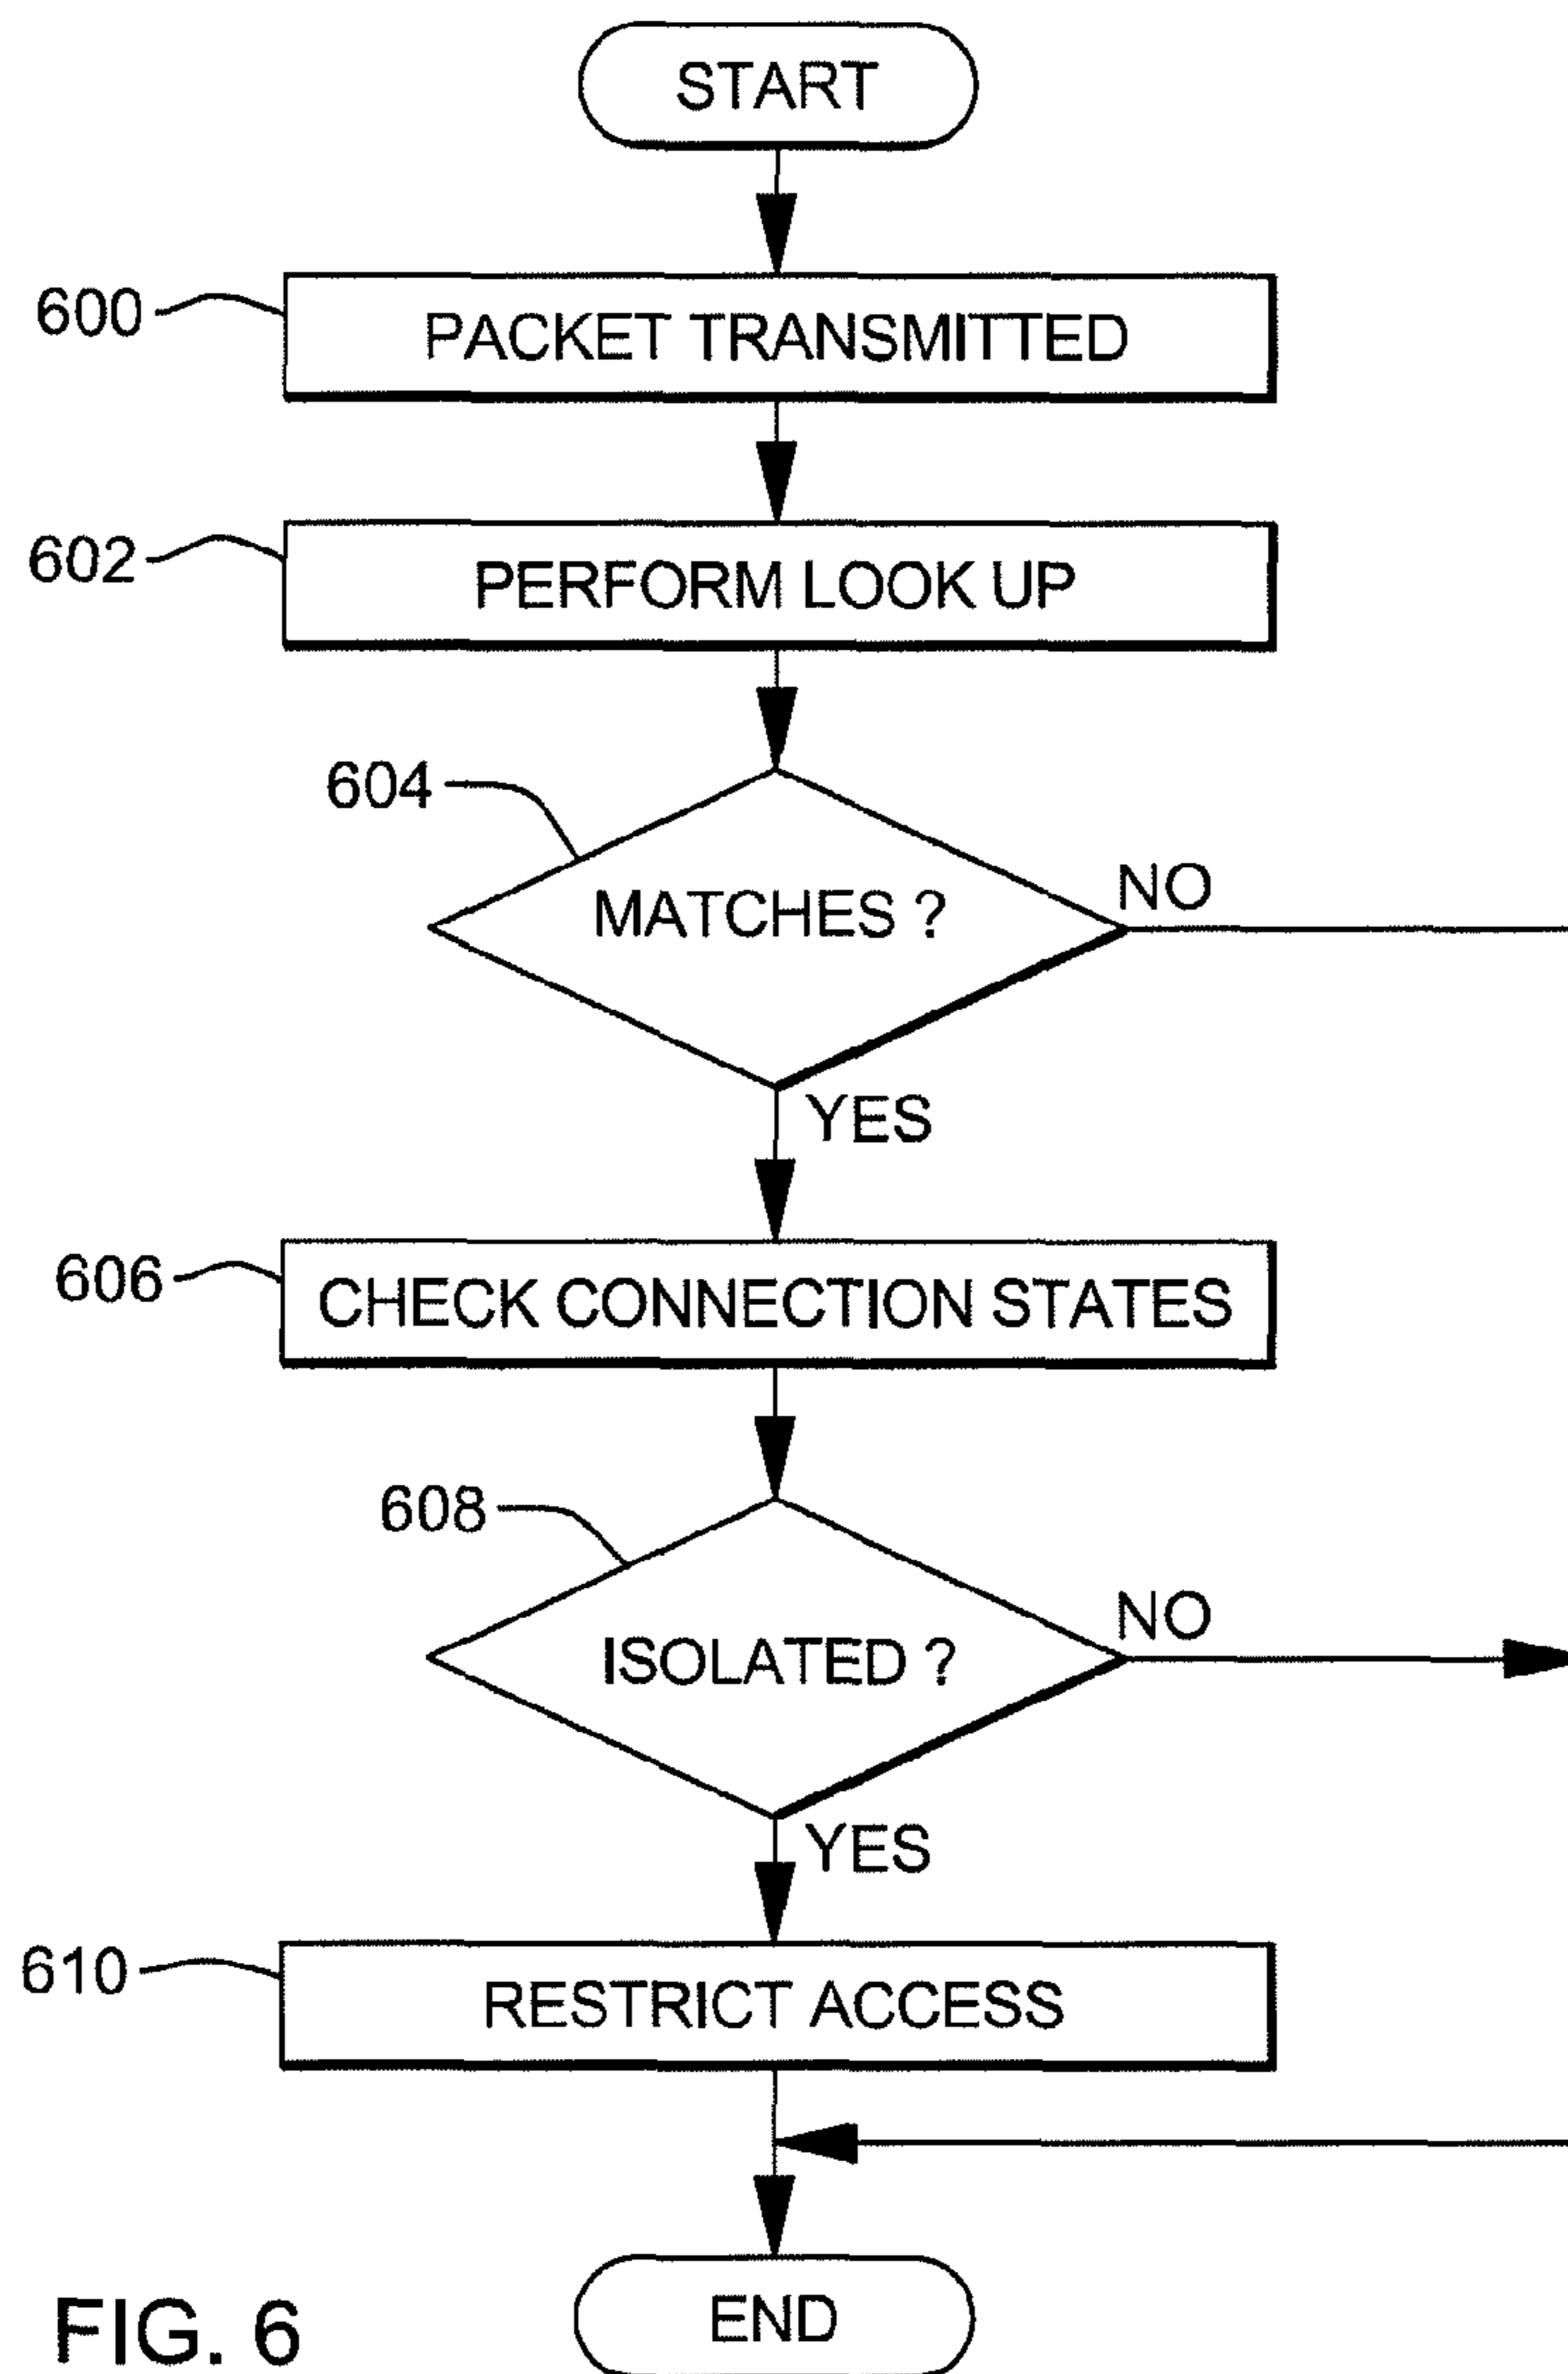 START
600
PACKET TRANSMITTED
602
PERFORM LOOK UP
604
MATCHES ?
NO
YES
606
CHECK CONNECTION STATES
608
ISOLATED ?
NO
YES
610
RESTRICT ACCESS
END
FIG. 6